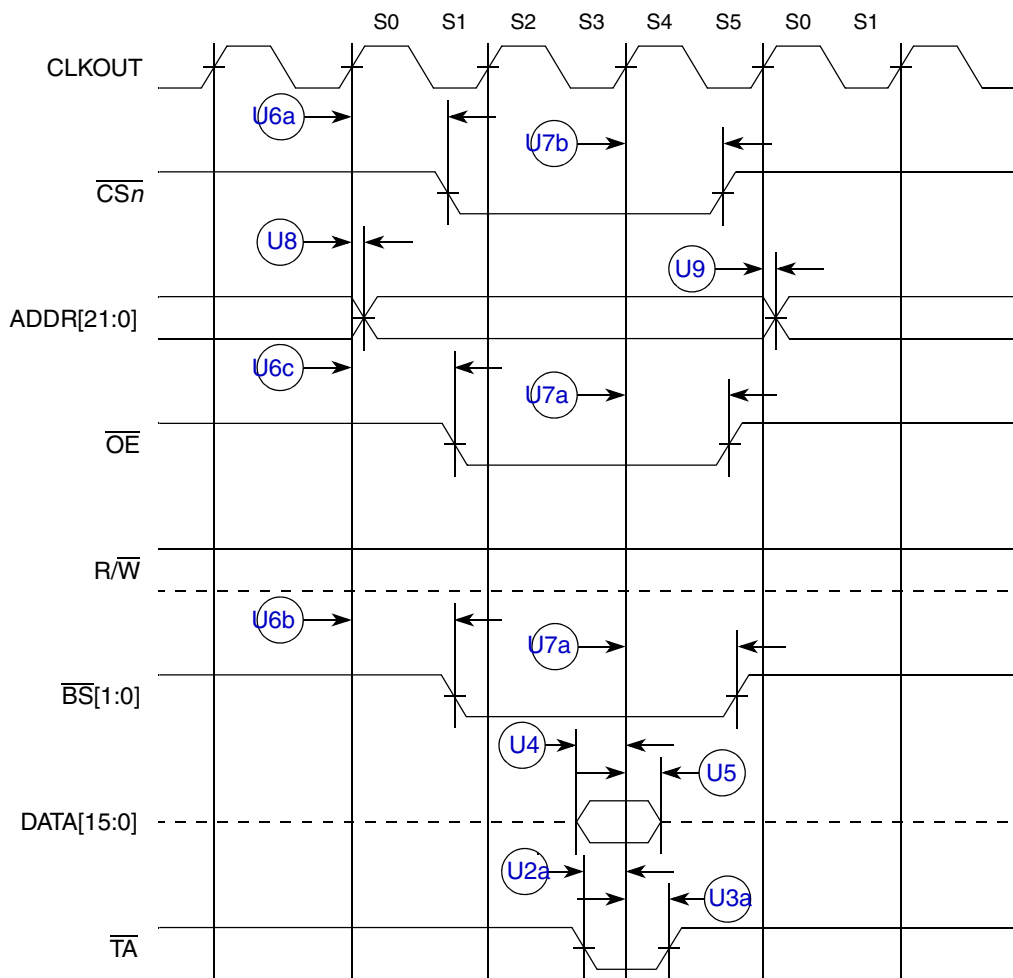 S0 S1 S2 S3 S4 S5 S0 S1
CLKOUT
U6a
U7b
CSn
U8
U9
ADDR[21:0]
U6c
U7a
OE
R/W
U6b
U7a
BS[1:0]
U4
U5
DATA[15:0]
U2a
U3a
TA